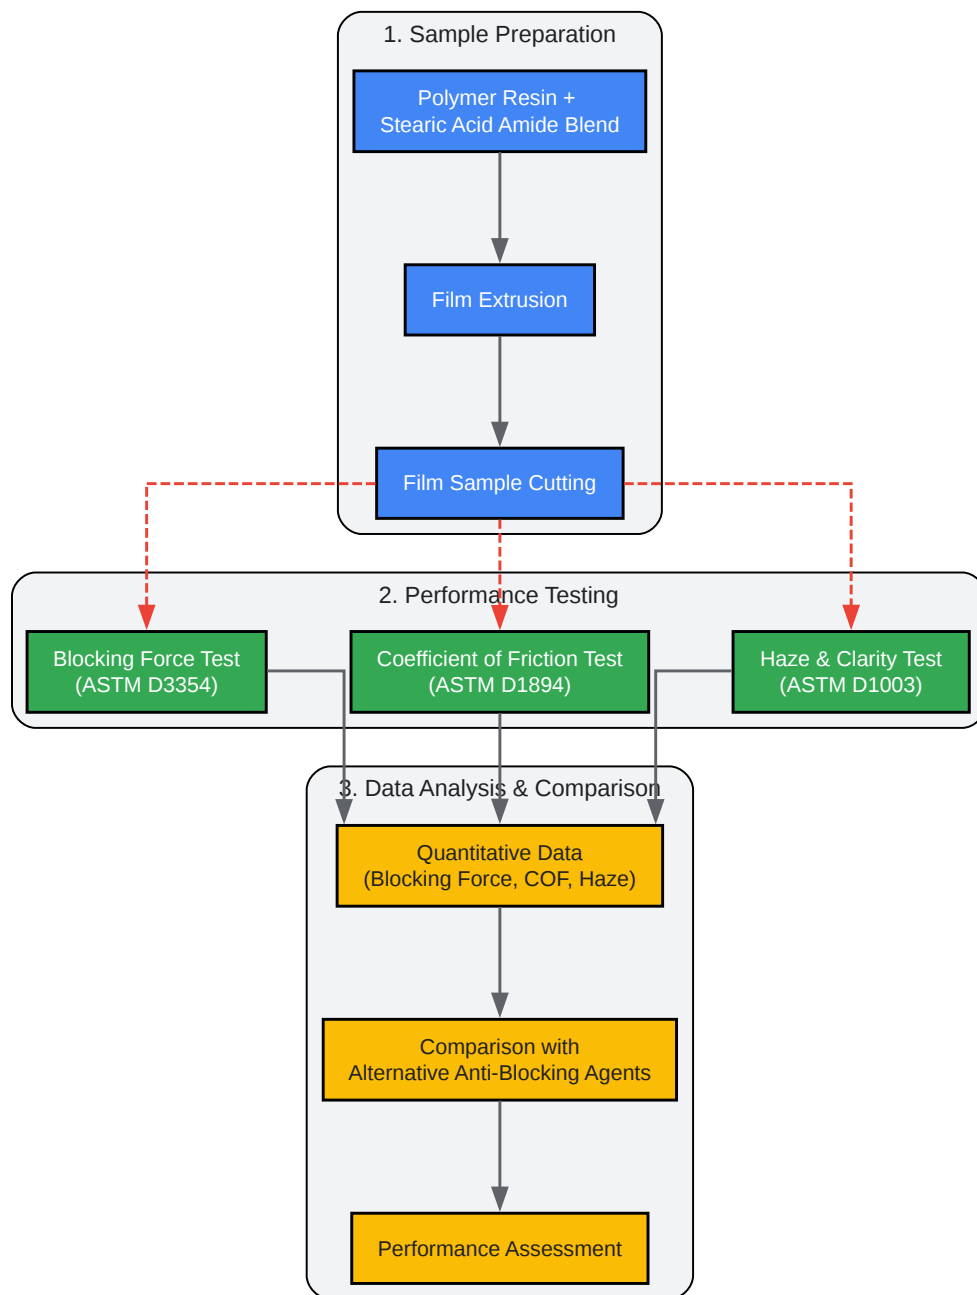 1. Sample Preparation
Polymer Resin +
Stearic Acid Amide Blend
Film Extrusion
Film Sample Cutting
2. Performance Testing
Blocking Force Test
(ASTM D3354)
Coefficient of Friction Test
(ASTM D1894)
Haze & Clarity Test
(ASTM D1003)
3. Data Analysis & Comparison
Quantitative Data
(Blocking Force, COF, Haze)
Comparison with
Alternative Anti-Blocking Agents
Performance Assessment